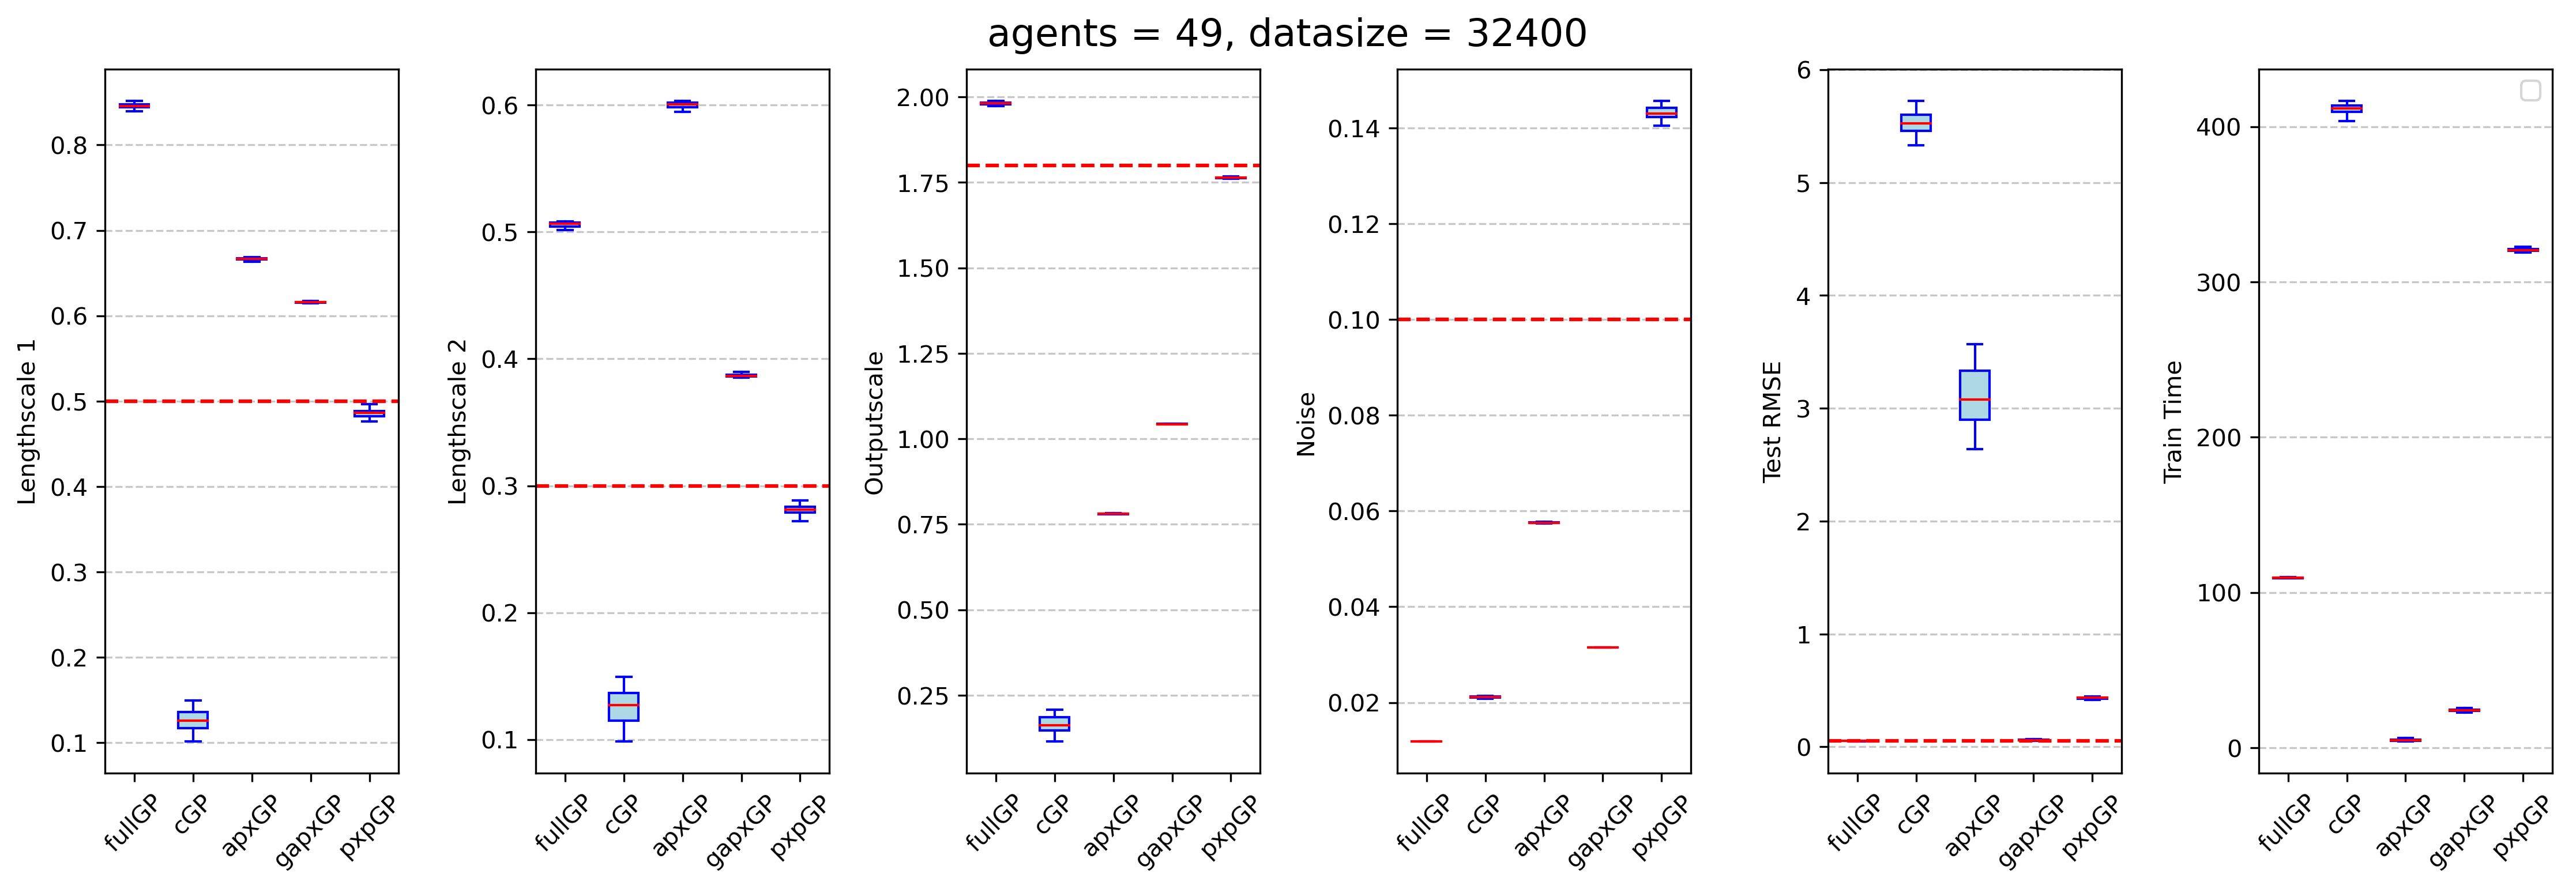 agents = 49, datasize = 32400
Lengthscale 1
0.8
0.7
0.6
0.5
0.4
0.3
0.2
0.1
fullGP
cGP
apxGP
gapxGP
pxpGP
Lengthscale 2
0.6
0.5
0.4
0.3
0.2
0.1
fullGP
cGP
apxGP
gapxGP
pxpGP
Outputscale
2.00
1.75
1.50
1.25
1.00
0.75
0.50
0.25
fullGP
cGP
apxGP
gapxGP
pxpGP
Noise
0.14
0.12
0.10
0.08
0.06
0.04
0.02
fullGP
cGP
apxGP
gapxGP
pxpGP
Test RMSE
6
5
4
3
2
1
0
fullGP
cGP
apxGP
gapxGP
pxpGP
Train Time
400
300
200
100
0
fullGP
cGP
apxGP
gapxGP
pxpGP